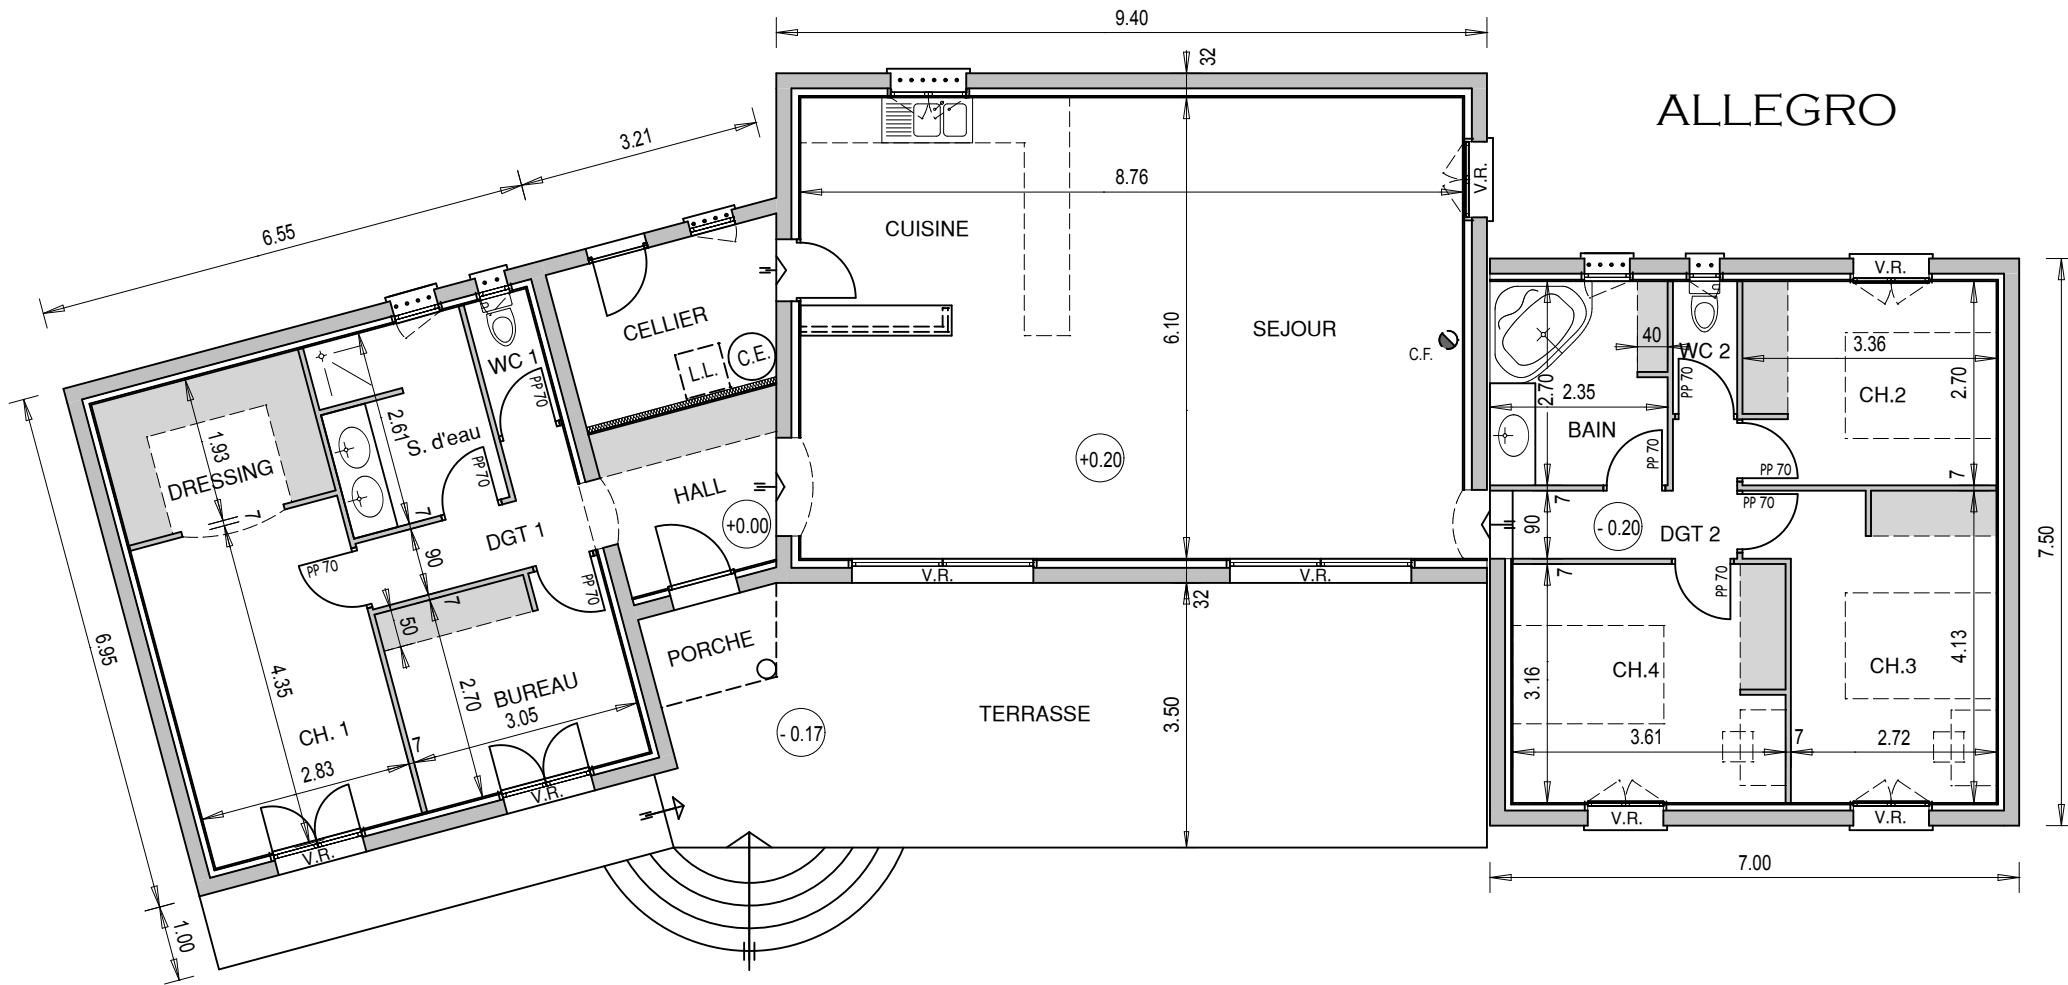 9.40
32
ALLEGRO
3.21
6.55
8.76
V.R.
CUISINE
V.R.
CELLIER
L.L.
C.E.
6.10
SEJOUR
C.F.
40
WC 2
PP 70
3.36
CH.2
2.70
2.70
2.35
BAIN
PP 70
PP 70
7
WC 1
PP 70
2.61
S. d'eau
PP 70
7
1.93
DRESSING
7
HALL
+0.00
+0.20
7
90
- 0.20
DGT 2
PP 70
7.50
DGT 1
90
PP 70
PP 70
7
50
V.R.
V.R.
32
7
PP 70
6.95
4.35
2.70
BUREAU
3.05
CH. 1
7
2.83
V.R.
V.R.
PORCHE
TERRASSE
- 0.17
3.50
3.16
CH.4
CH.3
4.13
3.61
7
2.72
V.R.
V.R.
7.00
1.00